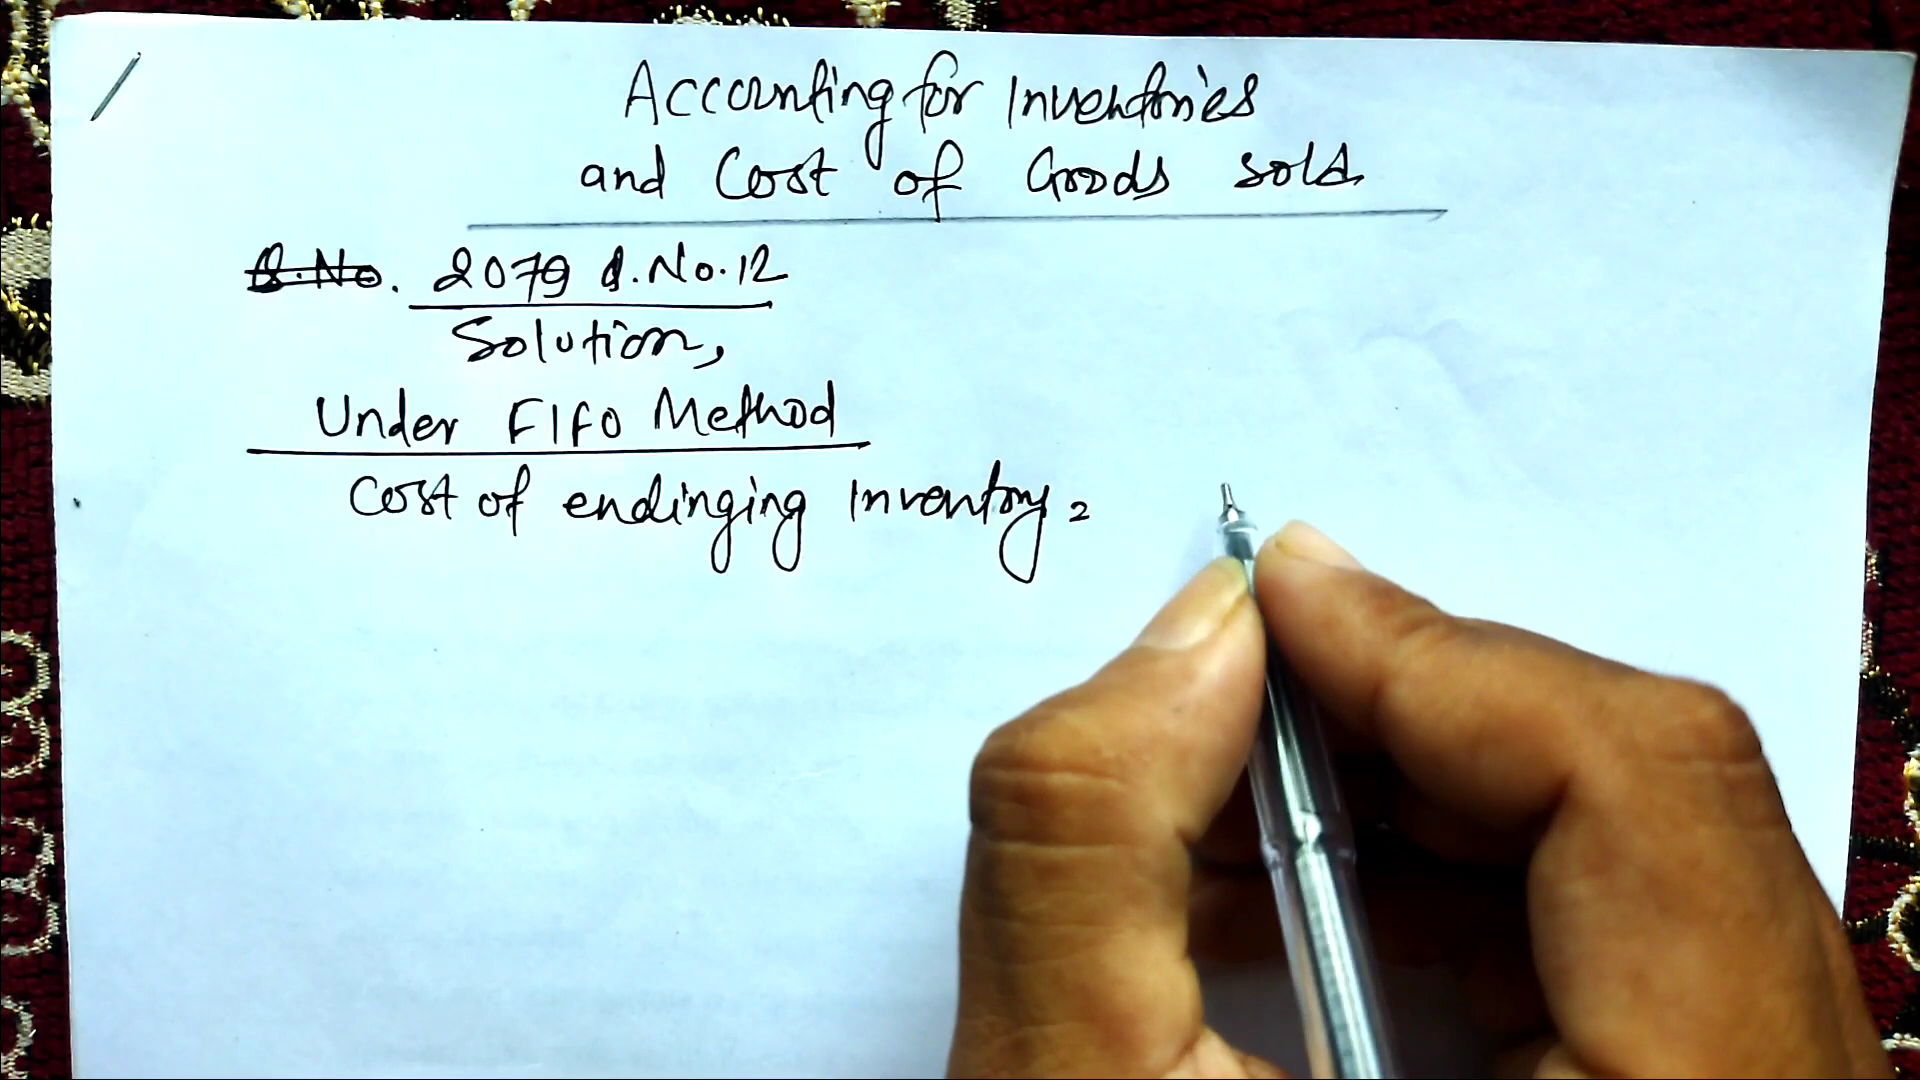 Accounting for Inventories
and Cost of Goods sold
Q.No. 2079 Q.No.12
Solution,
Under FIFO Method
Cost of endinging Inventory =